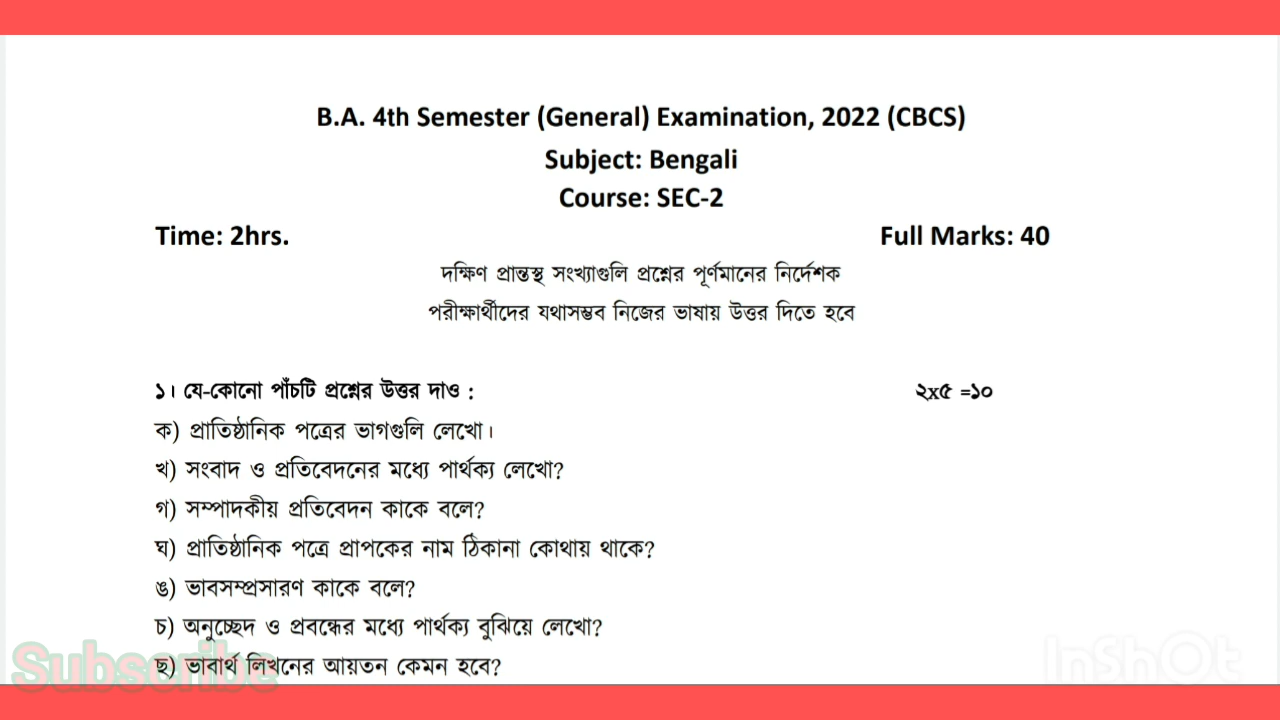 B.A. 4th Semester (General) Examination, 2022 (CBCS)
Subject: Bengali
Course: SEC-2
Time: 2hrs. Full Marks: 40
দক্ষিণ প্রান্তস্থ সংখ্যাগুলি প্রশ্নের পূর্ণমানের নির্দেশক
পরীক্ষার্থীদের যথাসম্ভব নিজের ভাষায় উত্তর দিতে হবে
১। যে-কোনো পাঁচটি প্রশ্নের উত্তর দাও : ২x৫ =১০
ক) প্রাতিষ্ঠানিক পত্রের ভাগগুলি লেখো।
খ) সংবাদ ও প্রতিবেদনের মধ্যে পার্থক্য লেখো?
গ) সম্পাদকীয় প্রতিবেদন কাকে বলে?
ঘ) প্রাতিষ্ঠানিক পত্রে প্রাপকের নাম ঠিকানা কোথায় থাকে?
ঙ) ভাবসম্প্রসারণ কাকে বলে?
চ) অনুচ্ছেদ ও প্রবন্ধের মধ্যে পার্থক্য বুঝিয়ে লেখো?
ছ) ভাবার্থ লিখনের আয়তন কেমন হবে?
Subscribe
InShOt